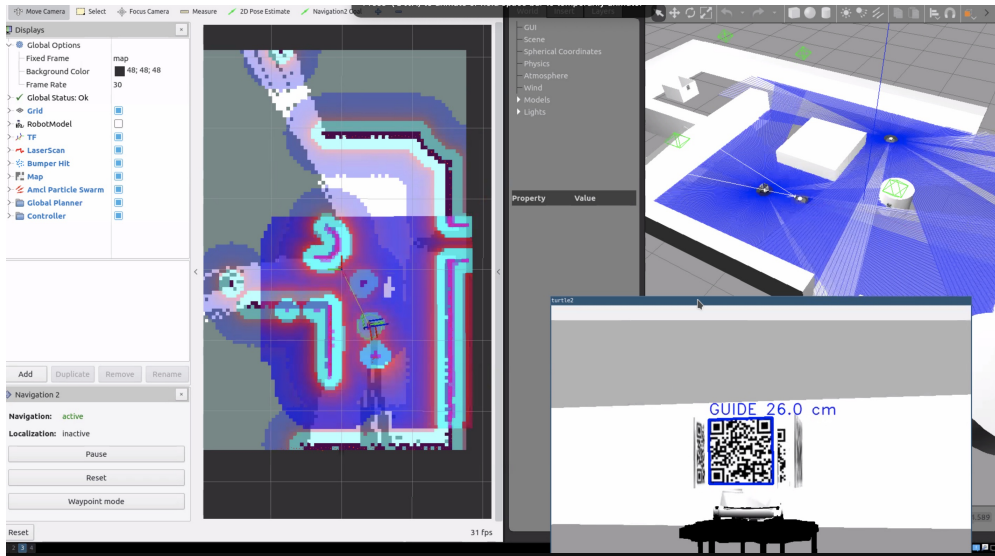 Move Camera Select Focus Camera Measure 2D Pose Estimate Navigation2 Goal
Displays
Global Options
Fixed Frame map
Background Color 48; 48; 48
Frame Rate 30
Global Status: Ok
Grid
RobotModel
TF
LaserScan
Bumper Hit
Map
Amcl Particle Swarm
Global Planner
Controller
Add Duplicate Remove Rename
Navigation 2
Navigation: active
Localization: inactive
Pause
Reset
Waypoint mode
Reset
31 fps
2 3 4
GUI
Scene
Spherical Coordinates
Physics
Atmosphere
Wind
Models
Lights
Property Value
turtle2
GUIDE 26.0 cm